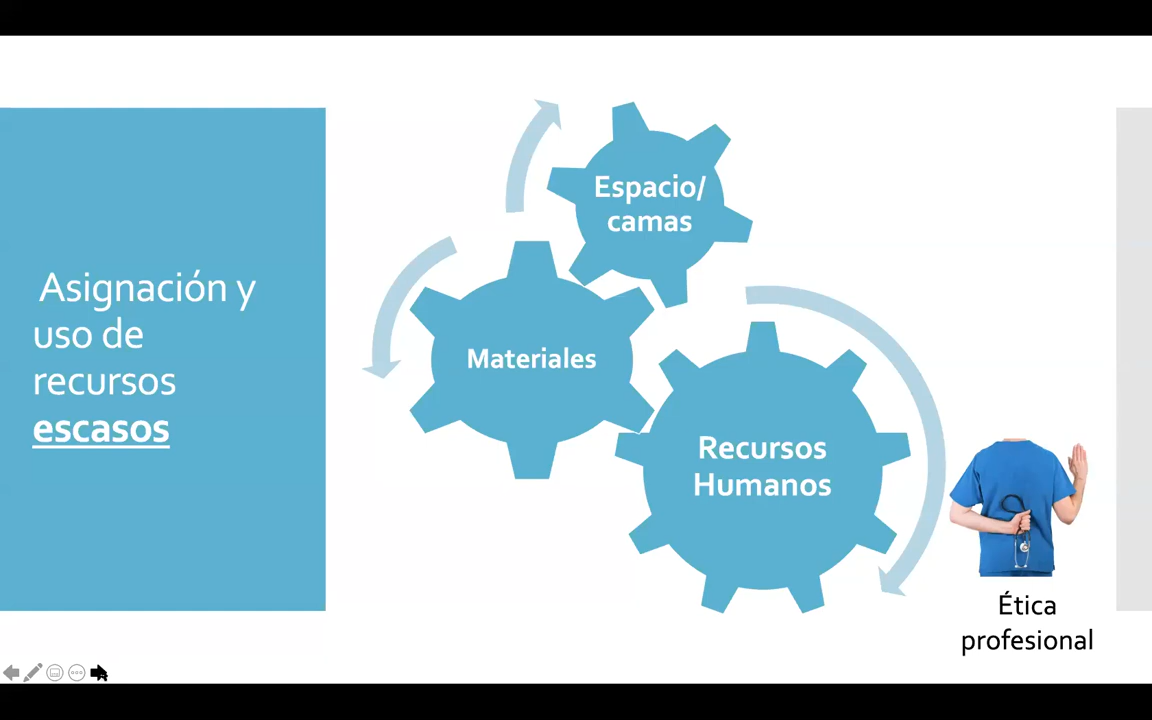 Asignación y
uso de
recursos
escasos
Espacio/
camas
Materiales
Recursos
Humanos
Ética
profesional